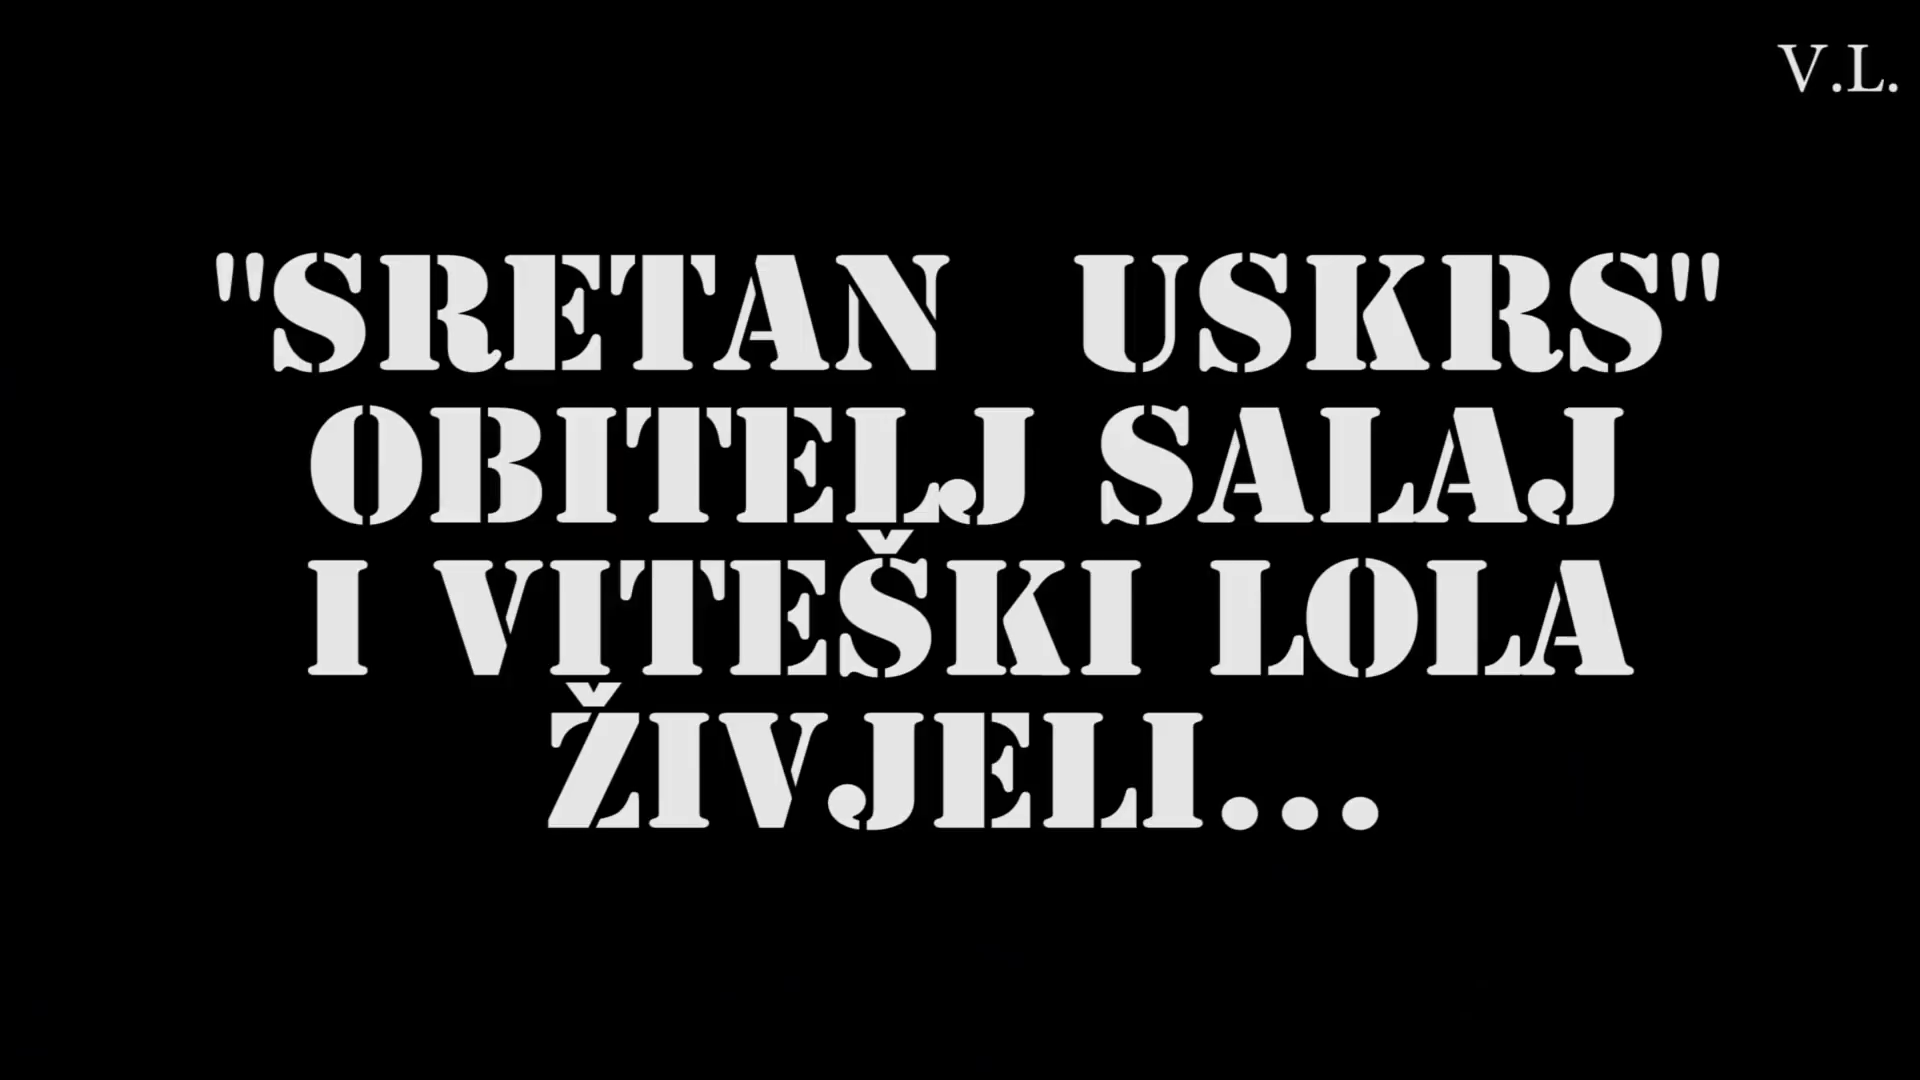 V.L.
"SRETAN USKRS"
OBITELJ SALAJ
I VITEŠKI LOLA
ŽIVJELI...